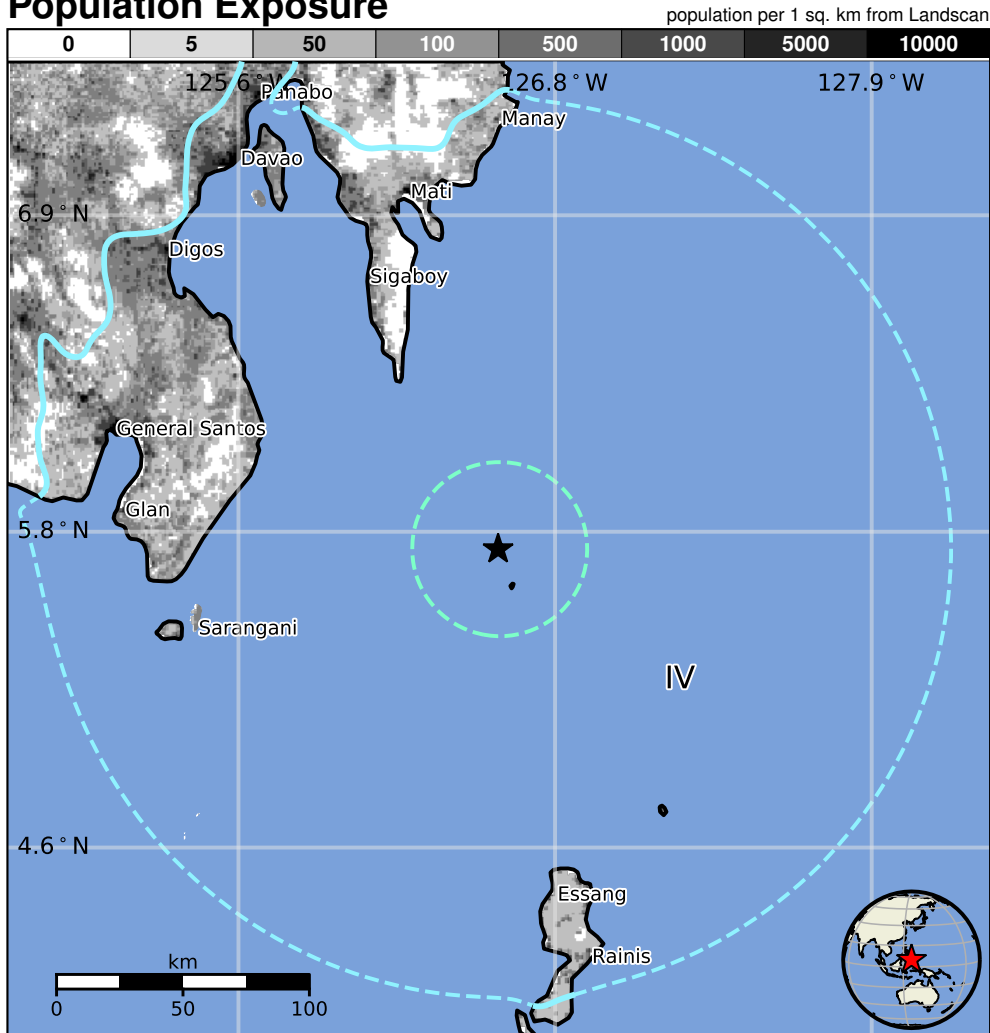 Population Exposure
population per 1 sq. km from Landscan
0 5 50 100 500 1000 5000 10000
125.6°W 126.8°W 127.9°W
Panabo
Manay
Davao
Mati
6.9°N
Digos
Sigaboy
General Santos
Glan
5.8°N
Sarangani
IV
4.6°N
Essang
Rainis
km
0 50 100